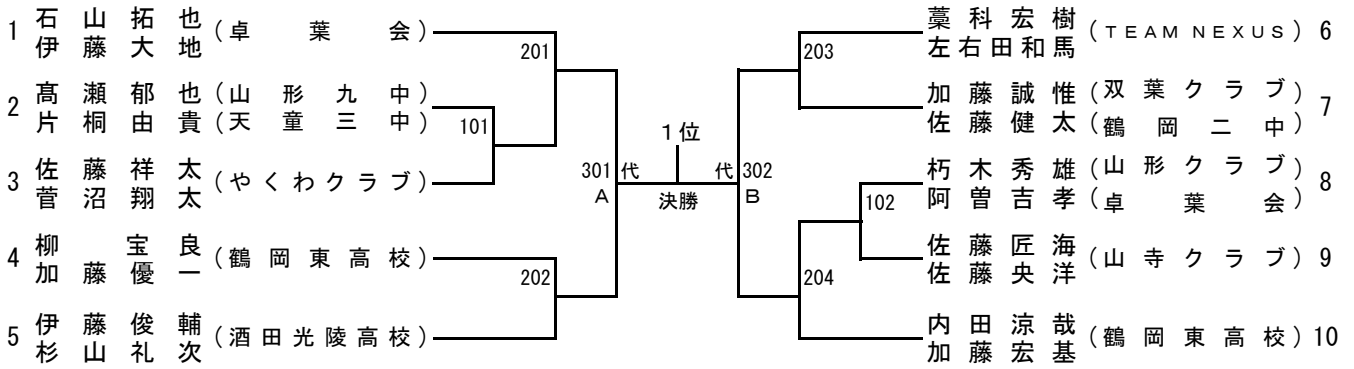 1 石山拓也 (卓葉会)
伊藤大地
201
2 髙瀬郁也 (山形九中)
片桐由貴 (天童三中)
101
3 佐藤祥太 (やくわクラブ)
菅沼翔太
4 柳宝良 (鶴岡東高校)
加藤優一
202
5 伊藤俊輔 (酒田光陵高校)
杉山礼次
301 代
A
1位
決勝
代 302
B
藁科宏樹 (TEAM NEXUS) 6
左右田和馬
203
加藤誠惟 (双葉クラブ) 7
佐藤健太 (鶴岡二中)
朽木秀雄 (山形クラブ) 8
阿曽吉孝 (卓葉会)
102
佐藤匠海 (山寺クラブ) 9
佐藤央洋
204
内田涼哉 (鶴岡東高校) 10
加藤宏基